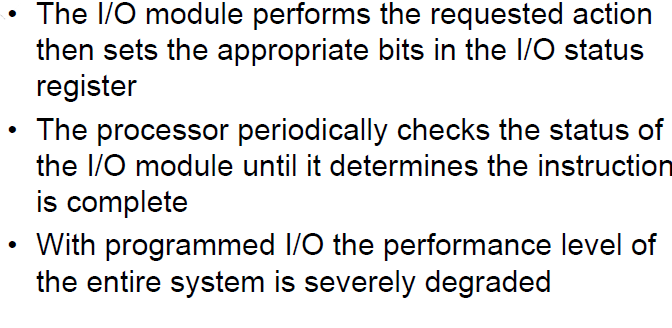 • The I/O module performs the requested action
then sets the appropriate bits in the I/O status
register
• The processor periodically checks the status of
the I/O module until it determines the instruction
is complete
• With programmed I/O the performance level of
the entire system is severely degraded